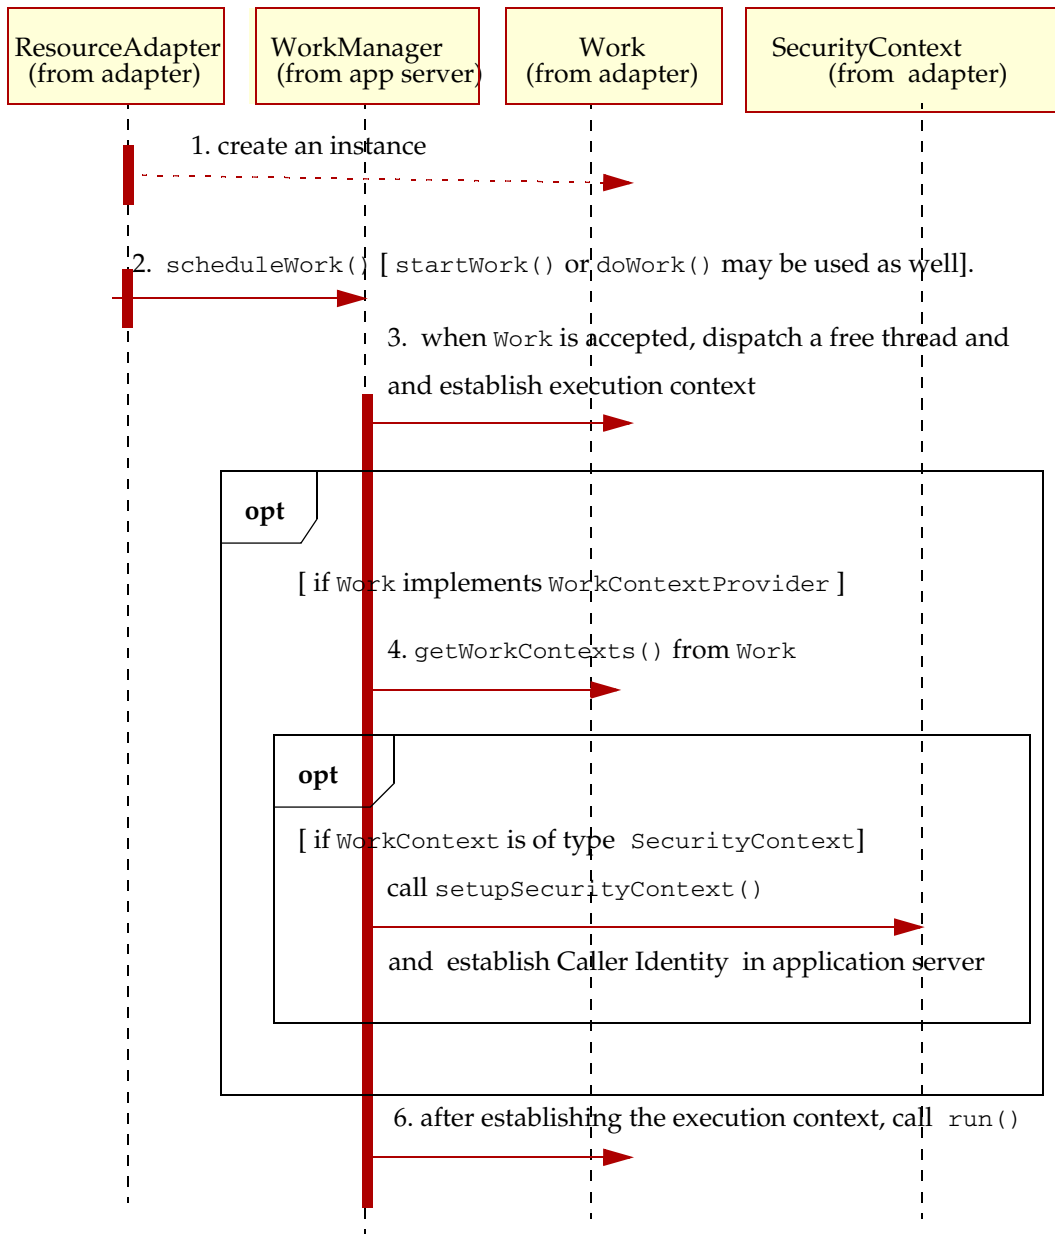 ResourceAdapter
(from adapter)
WorkManager
(from app server)
Work
(from adapter)
SecurityContext
(from adapter)
1. create an instance
2. scheduleWork() [ startWork() or doWork() may be used as well].
3. when Work is accepted, dispatch a free thread and
and establish execution context
opt
[ if Work implements WorkContextProvider ]
4. getWorkContexts() from Work
opt
[ if WorkContext is of type SecurityContext]
call setupSecurityContext()
and establish Caller Identity in application server
6. after establishing the execution context, call run()